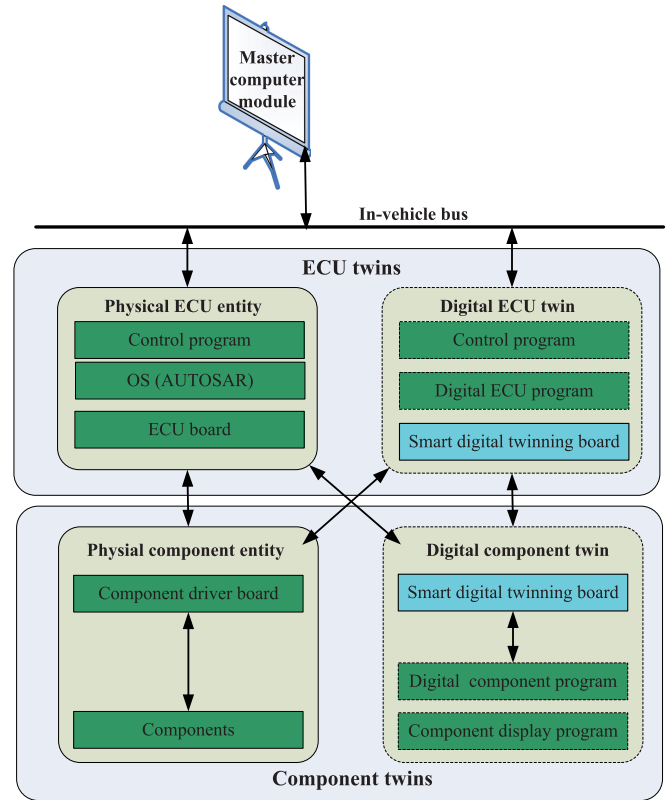 Master
computer
module
In-vehicle bus
ECU twins
Physical ECU entity
Control program
OS (AUTOSAR)
ECU board
Digital ECU twin
Control program
Digital ECU program
Smart digital twinning board
Physial component entity
Component driver board
Components
Digital component twin
Smart digital twinning board
Digital component program
Component display program
Component twins